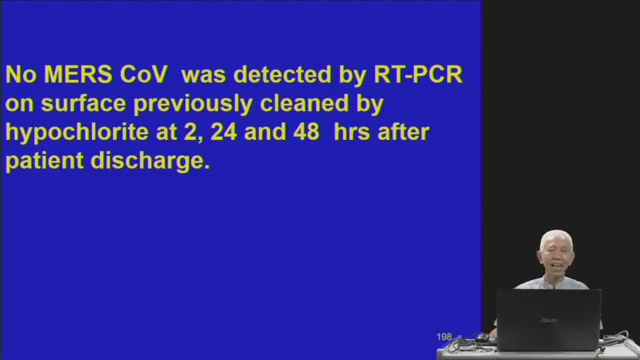 No MERS CoV was detected by RT-PCR
on surface previously cleaned by
hypochlorite at 2, 24 and 48 hrs after
patient discharge.
198
ASUS